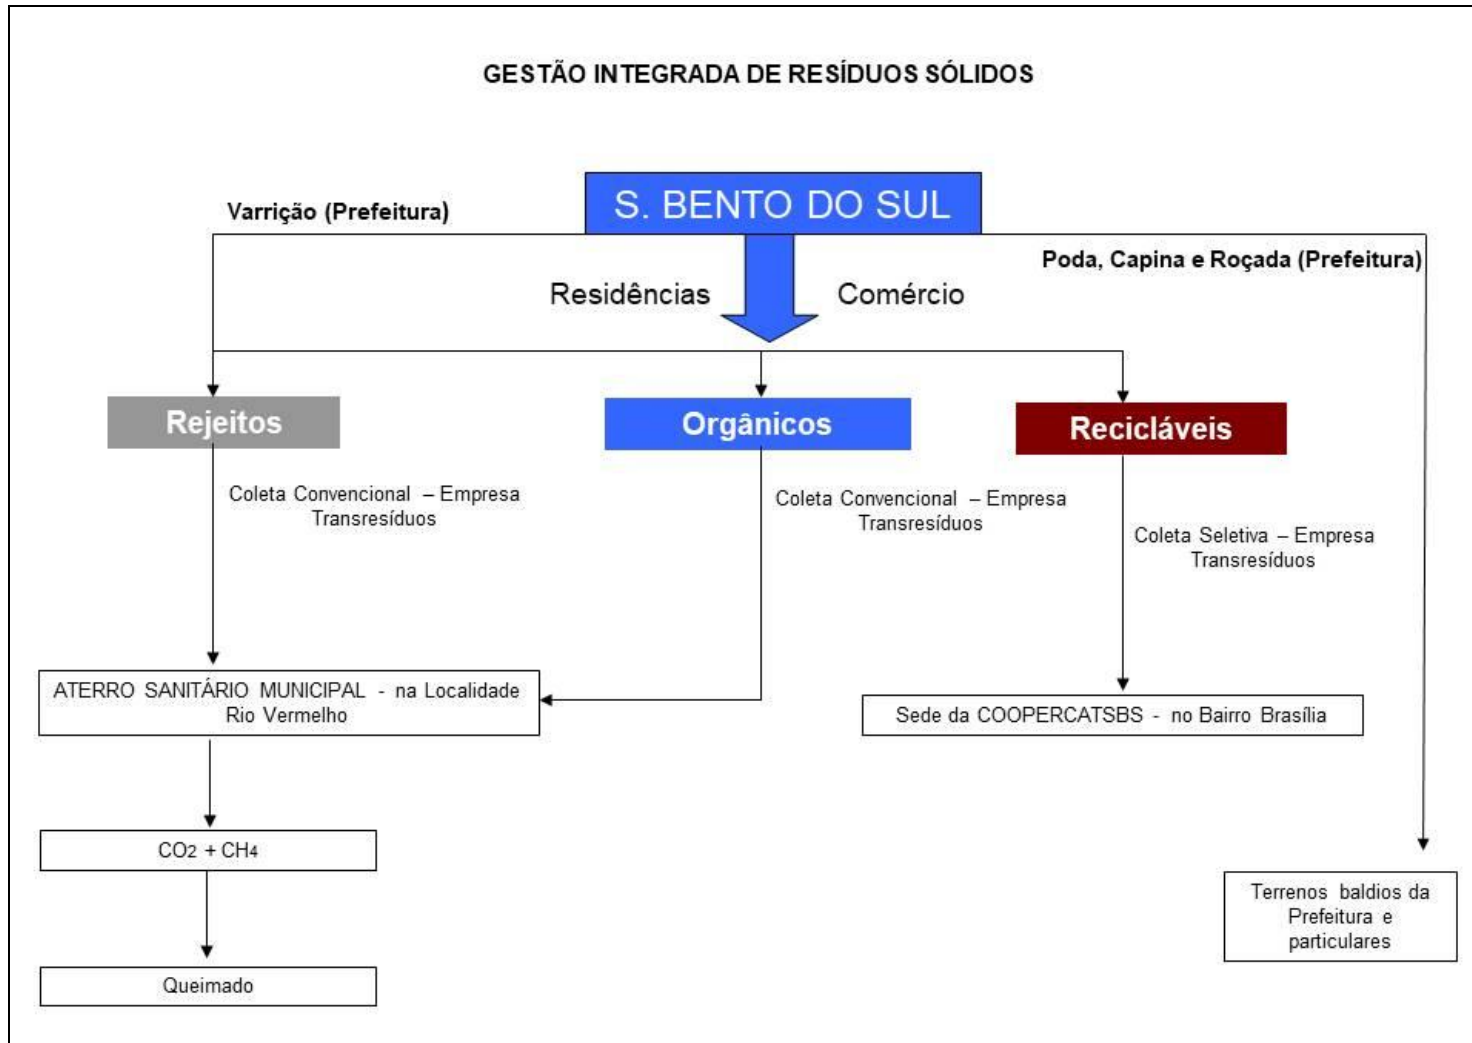 GESTÃO INTEGRADA DE RESÍDUOS SÓLIDOS
S. BENTO DO SUL
Varrição (Prefeitura)
Poda, Capina e Roçada (Prefeitura)
Residências
Comércio
Rejeitos
Orgânicos
Recicláveis
Coleta Convencional – Empresa
Transresíduos
Coleta Convencional – Empresa
Transresíduos
Coleta Seletiva – Empresa
Transresíduos
ATERRO SANITÁRIO MUNICIPAL - na Localidade
Rio Vermelho
Sede da COOPERCATSBS - no Bairro Brasília
CO2 + CH4
Terrenos baldios da
Prefeitura e
particulares
Queimado